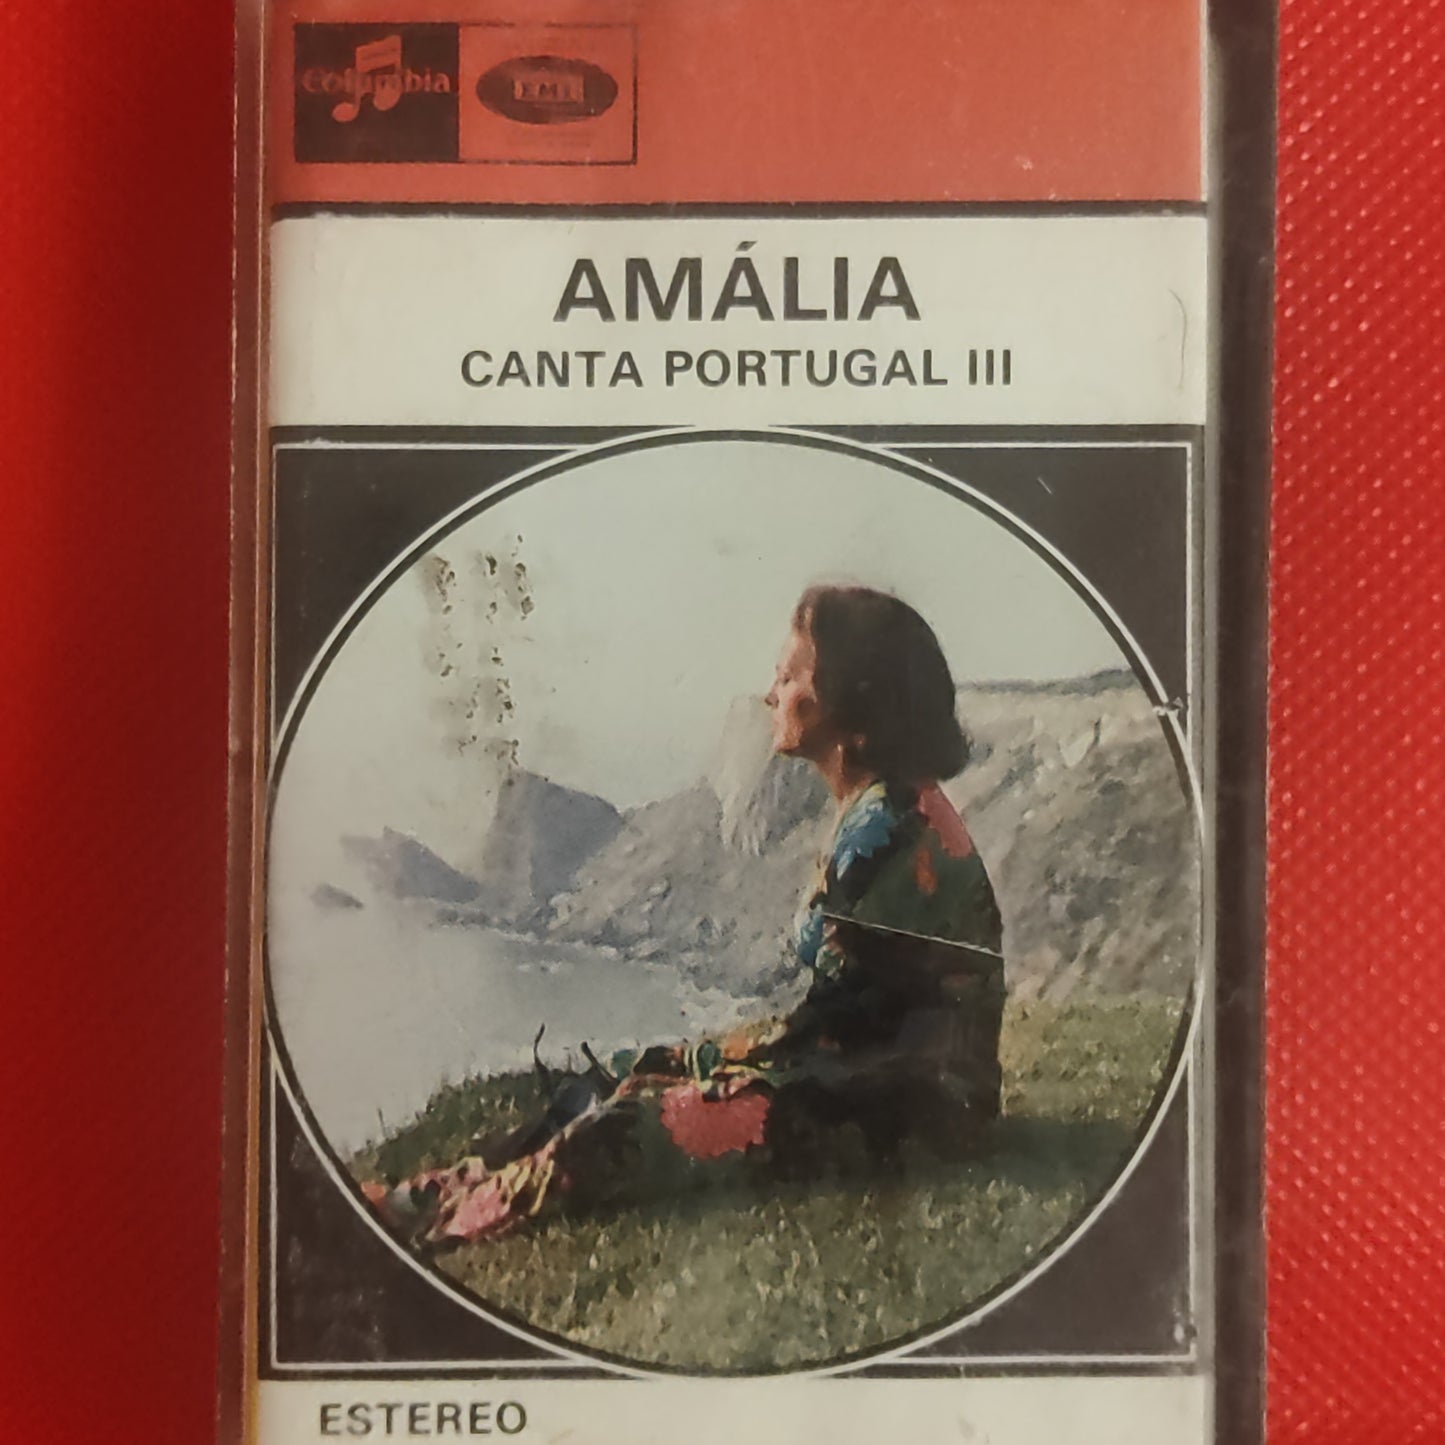 Columbia
EMI
AMÁLIA
CANTA PORTUGAL III
ESTEREO